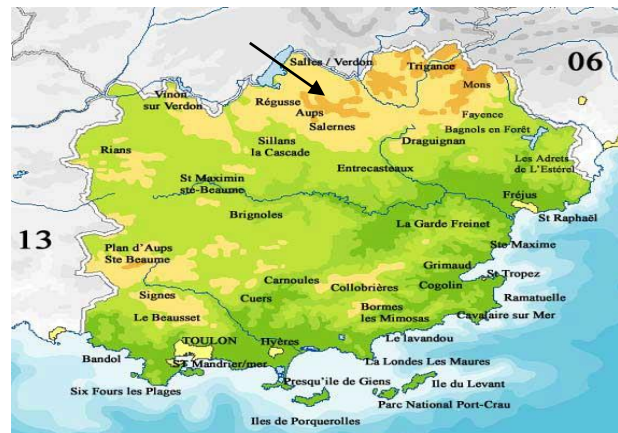 Salles / Verdon
06
Trigance
Vinon
sur Verdon
Mons
Régusse
Aups
Fayence
Salernes
Bagnols en Forêt
Draguignan
Sillans
la Cascade
Rians
Les Adrets
de L'Estérel
Entrecasteaux
St Maximin
ste-Beaume
Fréjus
Brignoles
St Raphaël
La Garde Freinet
13
Ste Maxime
Plan d'Aups
Ste Beaume
Grimaud
St Tropez
Carnoules
Collobrières
Cogolin
Signes
Cuers
Ramatuelle
Bormes
les Mimosas
Le Beausset
Cavalaire sur Mer
TOULON
Hyères
Le lavandou
Bandol
St Mandrier/mer
La Londes Les Maures
Presqu'ile de Giens
Ile du Levant
Six Fours les Plages
Parc National Port-Crau
Iles de Porquerolles